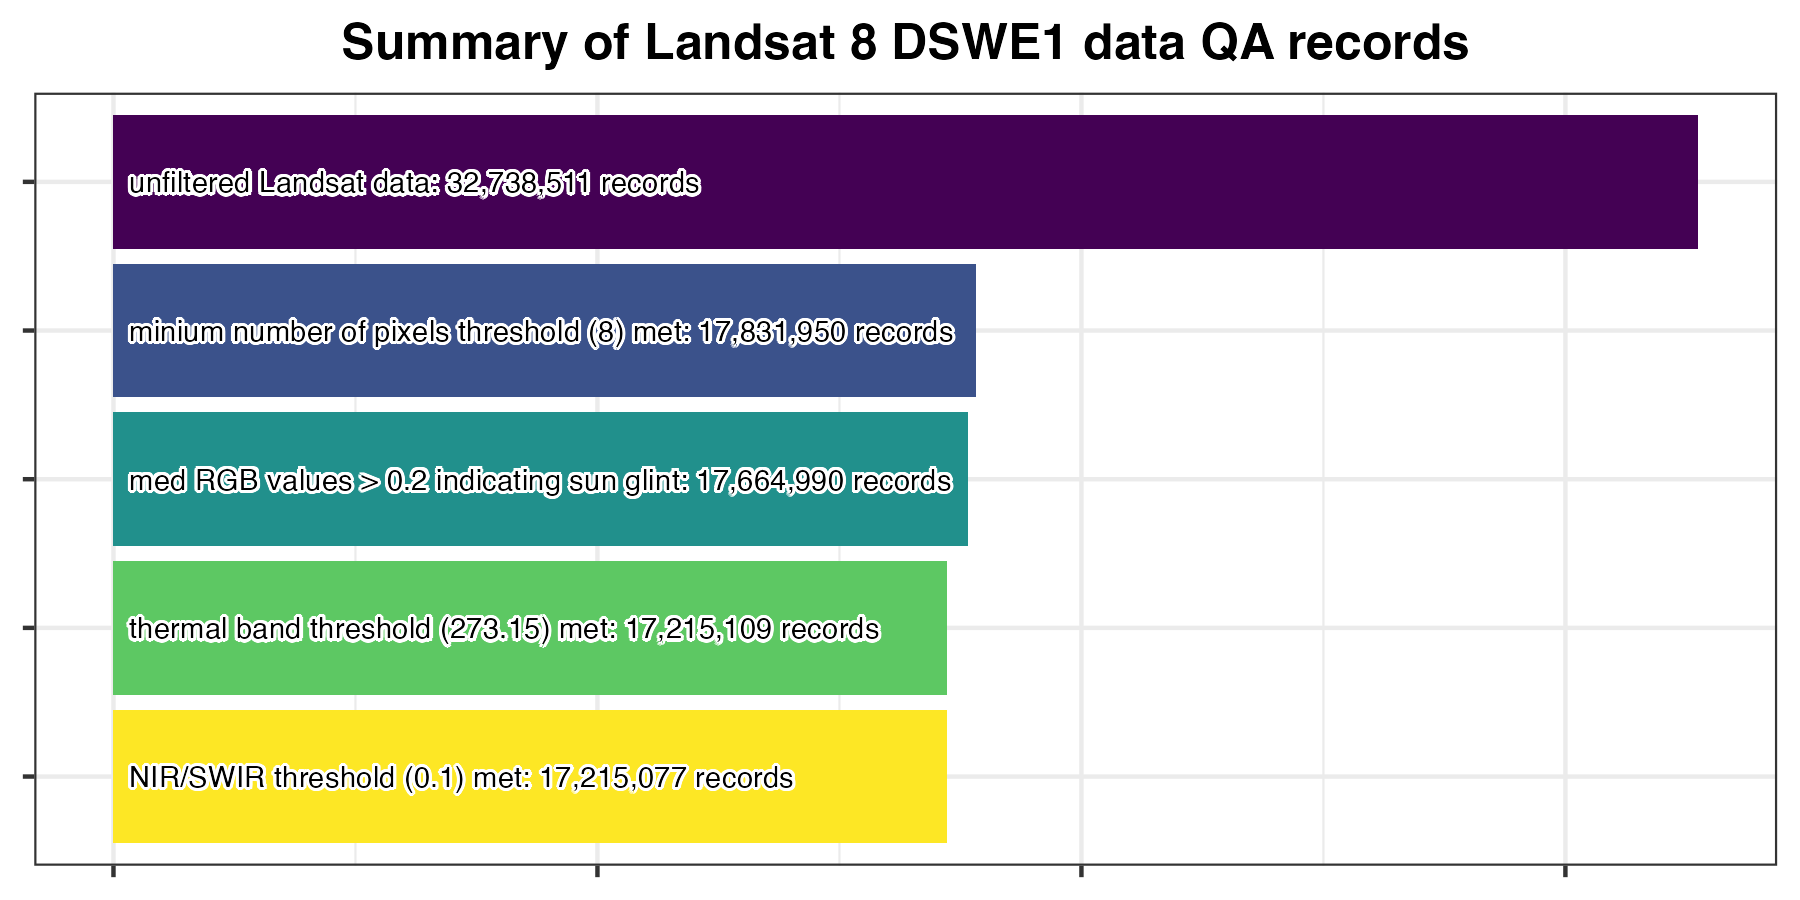 Summary of Landsat 8 DSWE1 data QA records
unfiltered Landsat data: 32,738,511 records
minium number of pixels threshold (8) met: 17,831,950 records
med RGB values > 0.2 indicating sun glint: 17,664,990 records
thermal band threshold (273.15) met: 17,215,109 records
NIR/SWIR threshold (0.1) met: 17,215,077 records